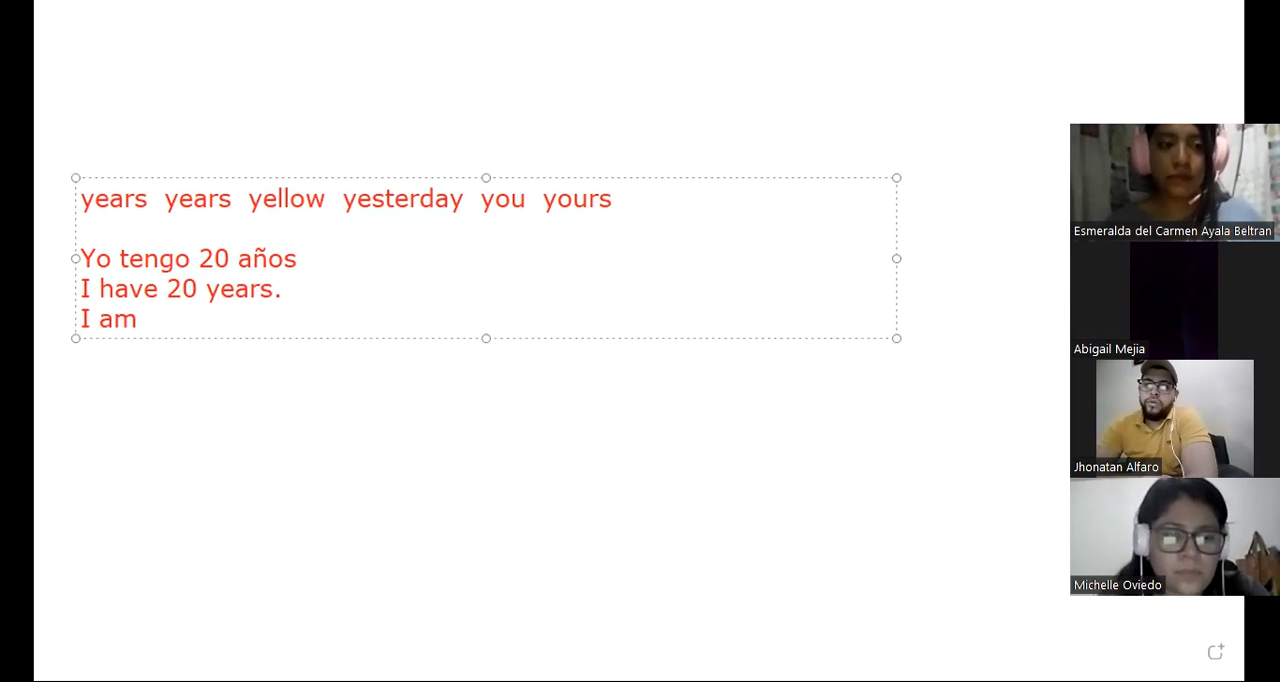 years years yellow yesterday you yours
Yo tengo 20 años
I have 20 years.
I am
Esmeralda del Carmen Ayala Beltran
Abigail Mejia
Jhonatan Alfaro
Michelle Oviedo